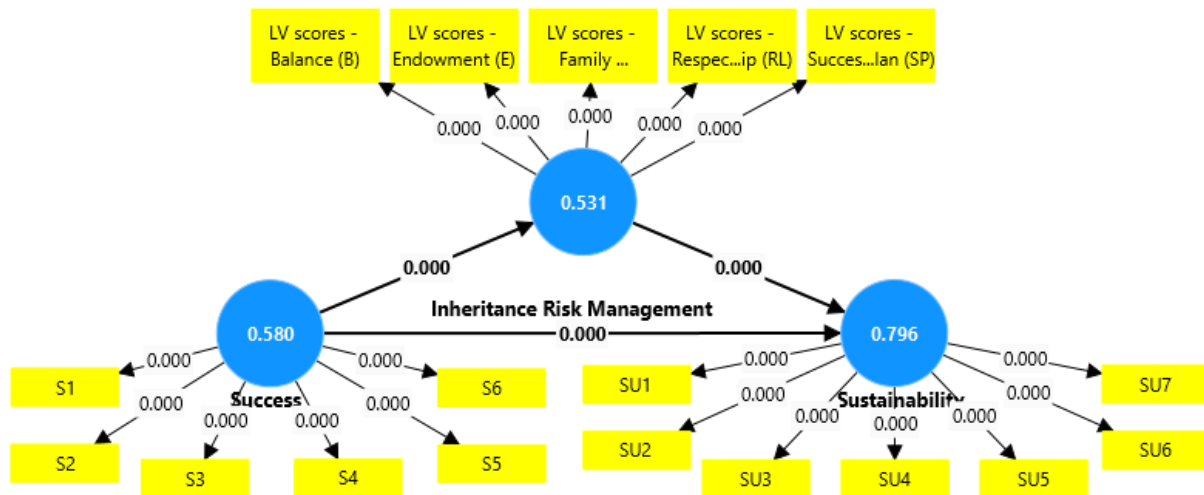 LV scores - Balance (B)
LV scores - Endowment (E)
LV scores - Family ...
LV scores - Respec...ip (RL)
LV scores - Succes...lan (SP)
0.000
0.000
0.000
0.000
0.000
0.531
0.000
0.000
Inheritance Risk Management
0.580
0.000
0.796
0.000
0.000
0.000
0.000
S1
S6
SU1
SU7
Success
Sustainability
0.000
0.000
0.000
0.000
0.000
0.000
0.000
0.000
0.000
S2
S5
SU2
SU6
S3
S4
SU3
SU4
SU5